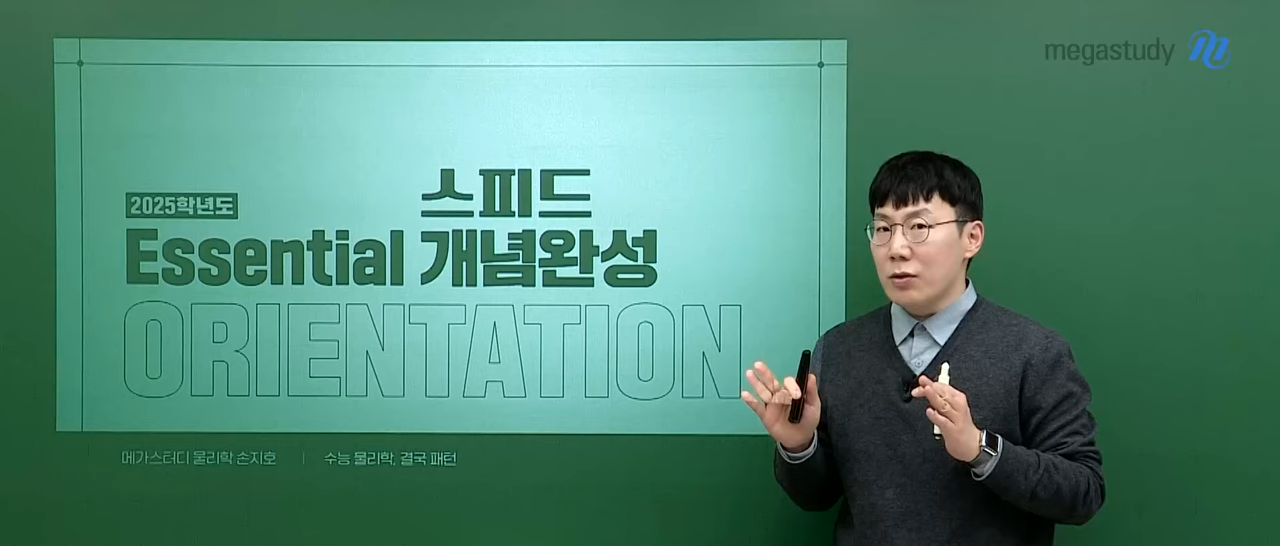 megastudy
2025학년도
스피드
Essential 개념완성
ORIENTATION
메가스터디 물리학 손지호 | 수능 물리학, 결국 패턴